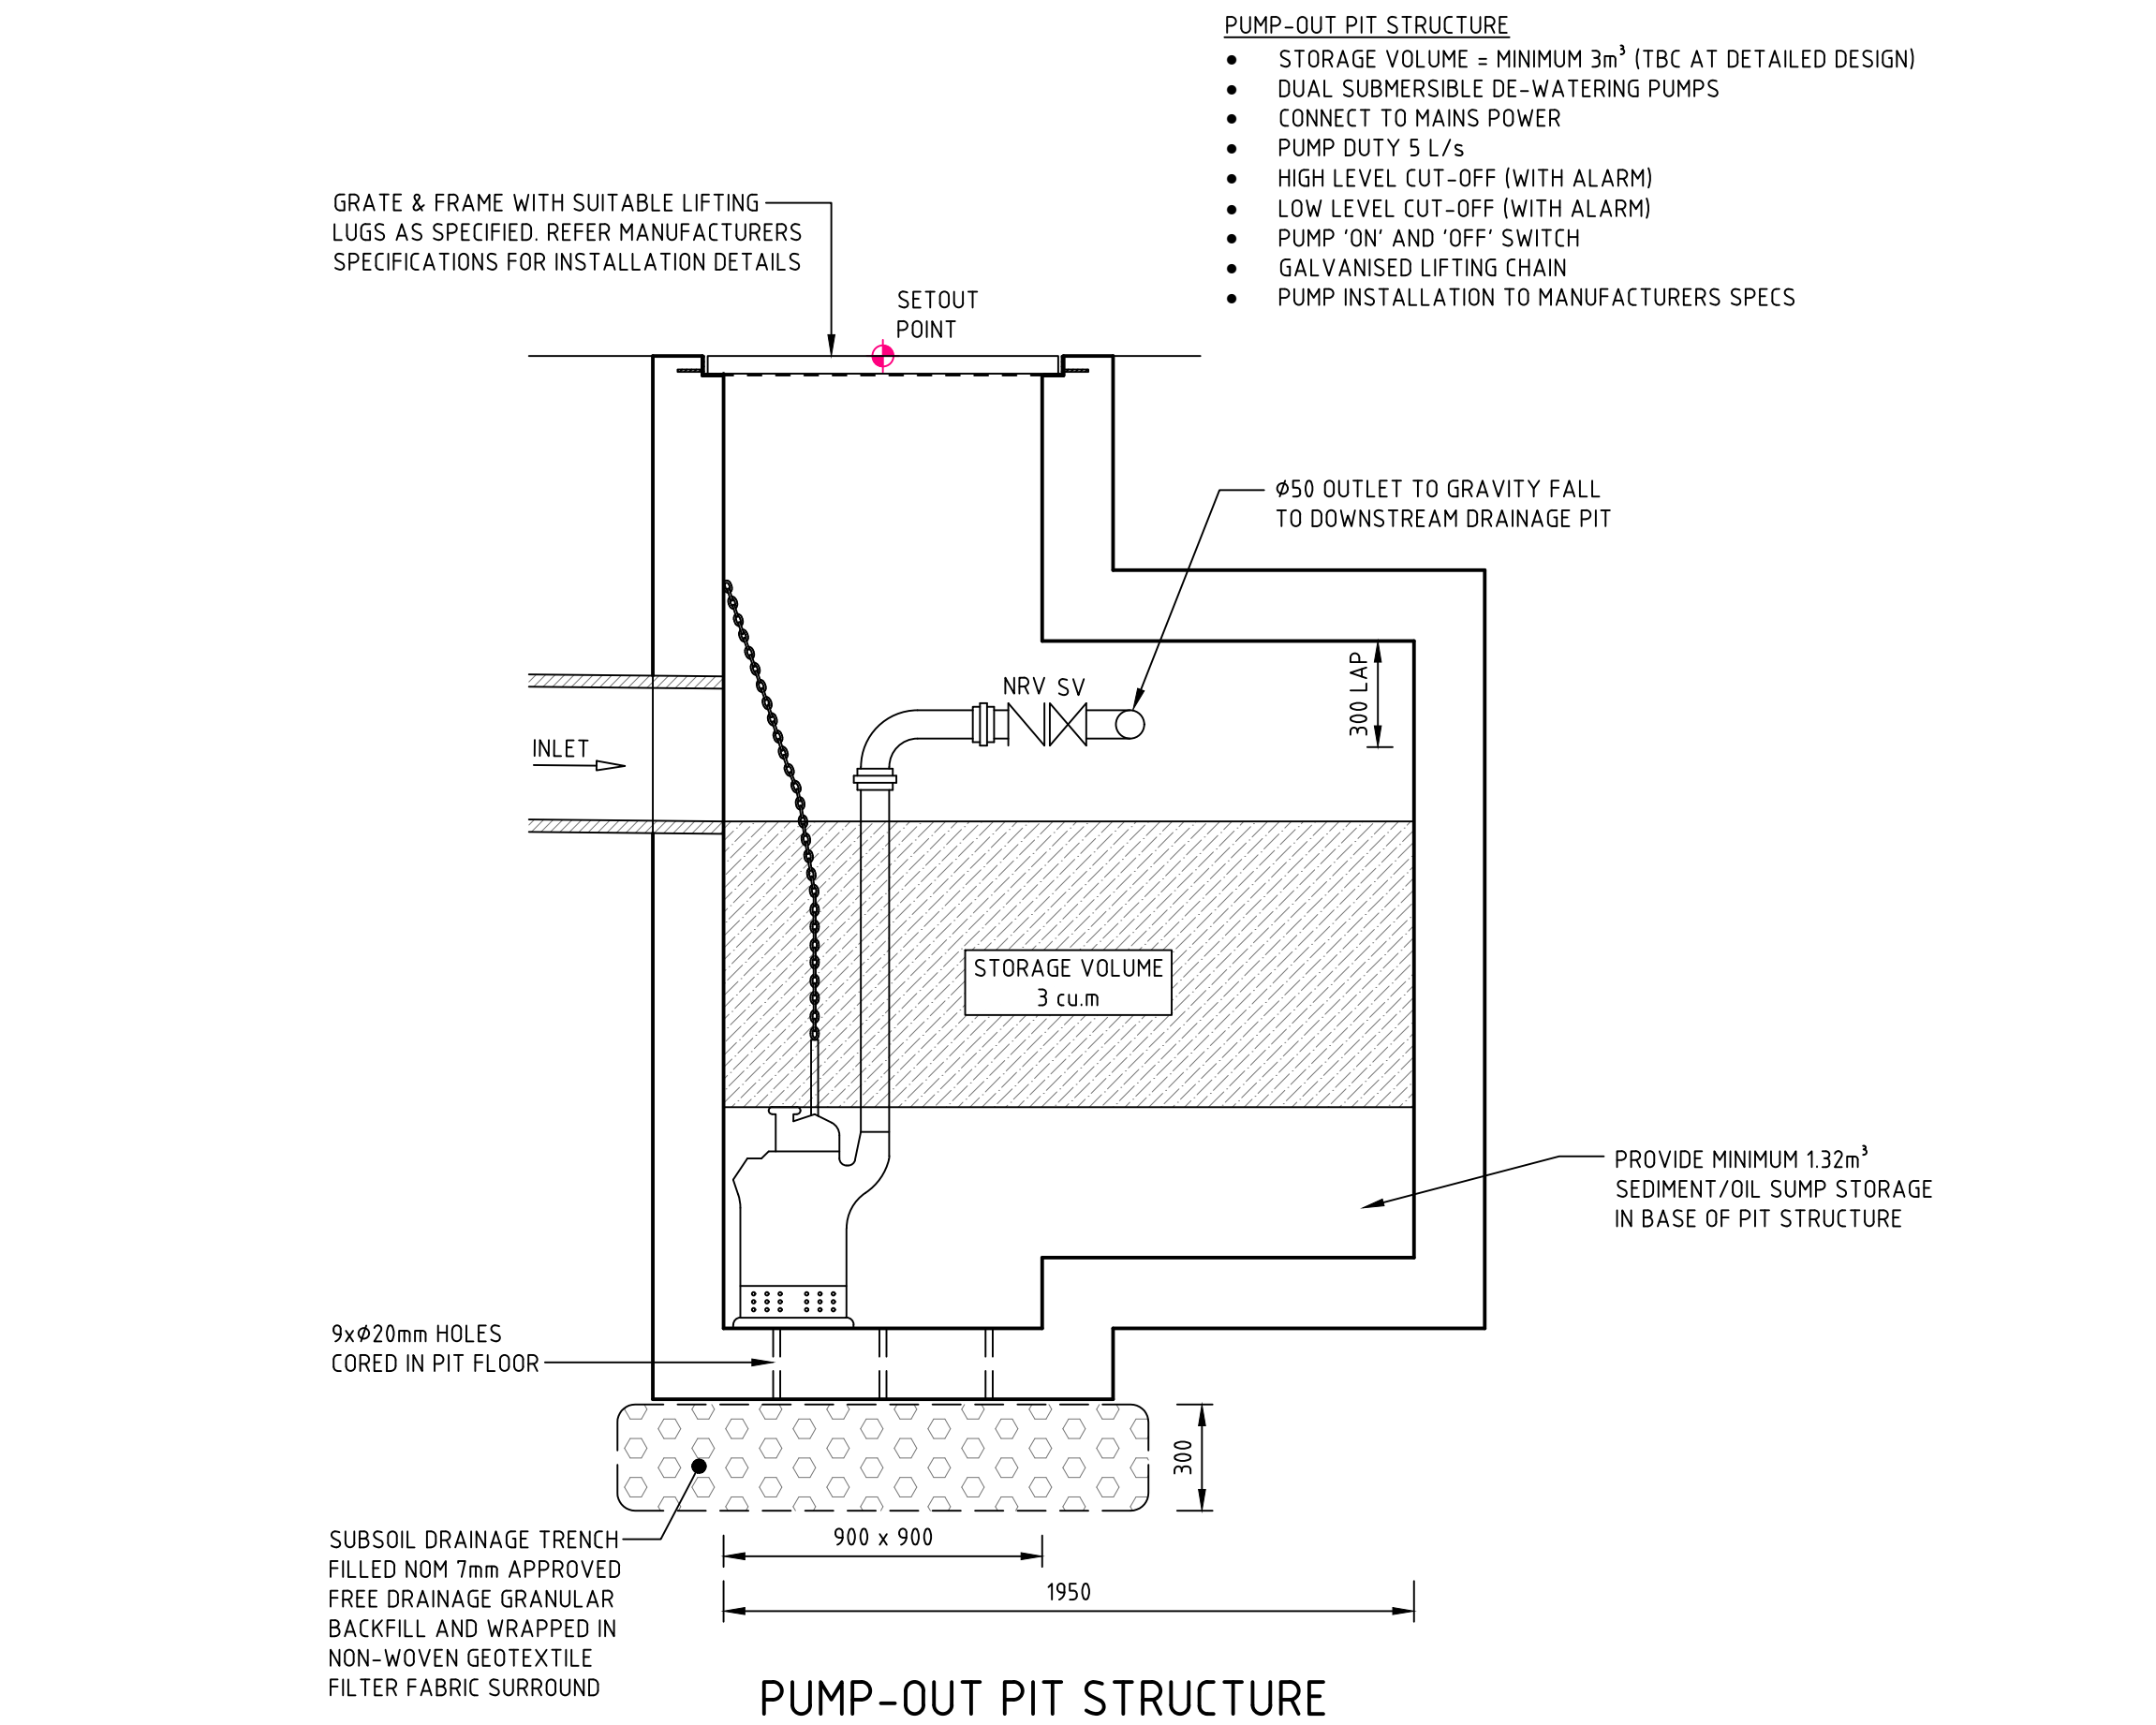 PUMP-OUT PIT STRUCTURE
● STORAGE VOLUME = MINIMUM 3m³ (TBC AT DETAILED DESIGN)
● DUAL SUBMERSIBLE DE-WATERING PUMPS
● CONNECT TO MAINS POWER
● PUMP DUTY 5 L/s
● HIGH LEVEL CUT-OFF (WITH ALARM)
● LOW LEVEL CUT-OFF (WITH ALARM)
● PUMP 'ON' AND 'OFF' SWITCH
● GALVANISED LIFTING CHAIN
● PUMP INSTALLATION TO MANUFACTURERS SPECS
GRATE & FRAME WITH SUITABLE LIFTING
LUGS AS SPECIFIED. REFER MANUFACTURERS
SPECIFICATIONS FOR INSTALLATION DETAILS
SETOUT
POINT
Ø50 OUTLET TO GRAVITY FALL
TO DOWNSTREAM DRAINAGE PIT
300 LAP
NRV SV
INLET
STORAGE VOLUME
3 cu.m
PROVIDE MINIMUM 1.32m³
SEDIMENT/OIL SUMP STORAGE
IN BASE OF PIT STRUCTURE
9xØ20mm HOLES
CORED IN PIT FLOOR
300
900 x 900
1950
SUBSOIL DRAINAGE TRENCH
FILLED NOM 7mm APPROVED
FREE DRAINAGE GRANULAR
BACKFILL AND WRAPPED IN
NON-WOVEN GEOTEXTILE
FILTER FABRIC SURROUND
PUMP-OUT PIT STRUCTURE